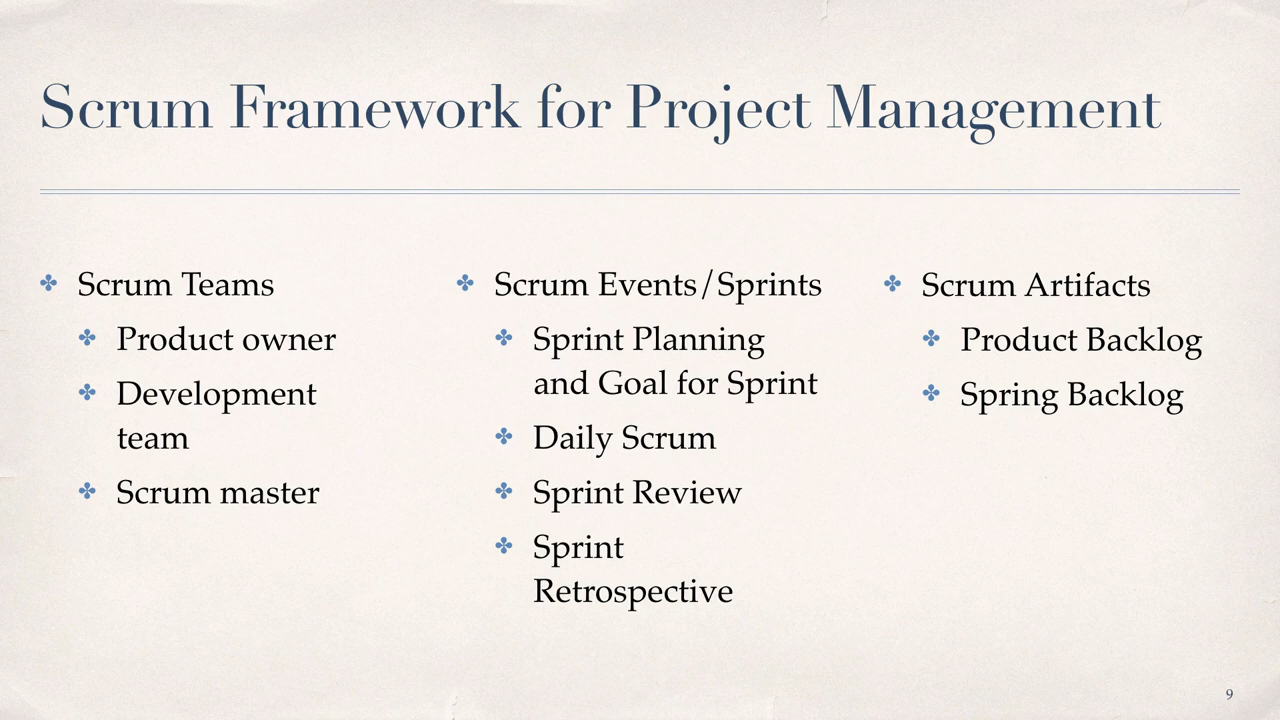 Scrum Framework for Project Management
Scrum Teams
Product owner
Development
team
Scrum master
Scrum Events/Sprints
Sprint Planning
and Goal for Sprint
Daily Scrum
Sprint Review
Sprint
Retrospective
Scrum Artifacts
Product Backlog
Spring Backlog
9